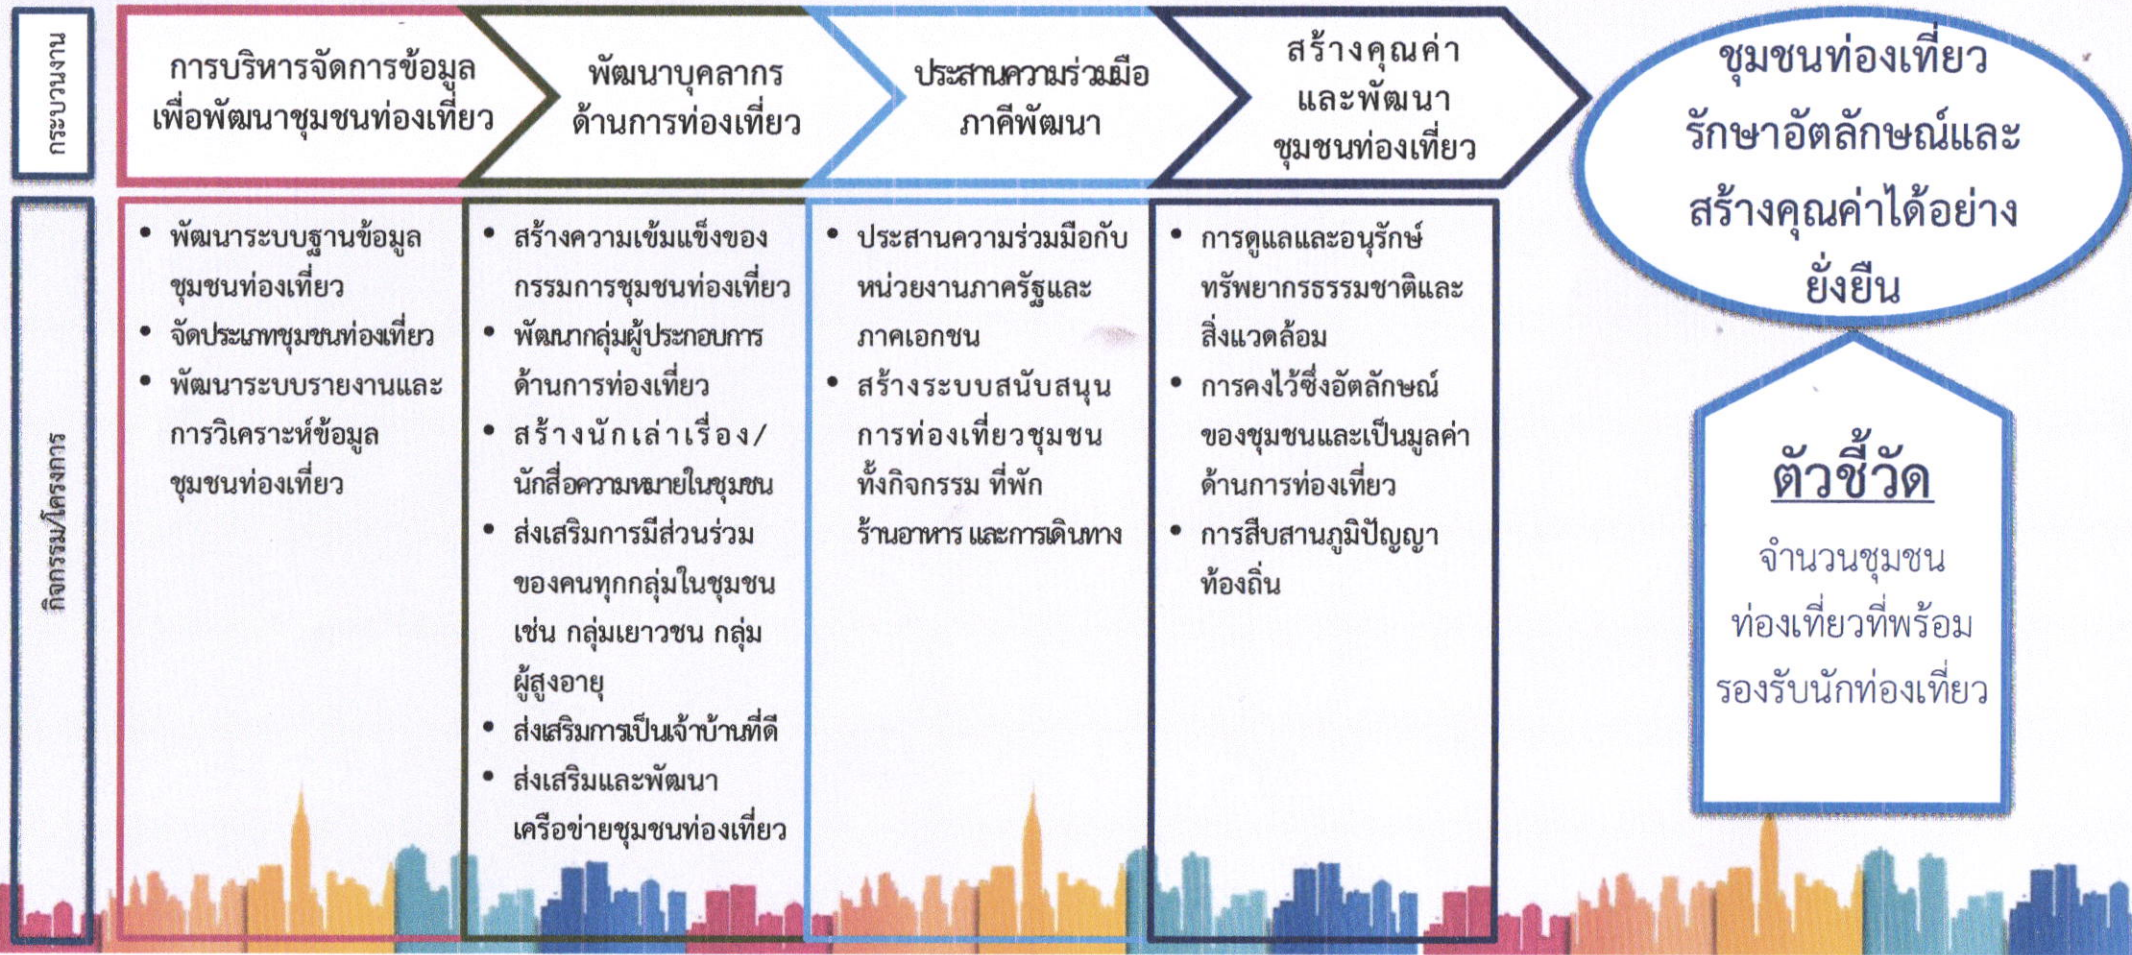 กระบวนงาน
การบริหารจัดการข้อมูล
เพื่อพัฒนาชุมชนท่องเที่ยว
พัฒนาบุคลากร
ด้านการท่องเที่ยว
ประสานความร่วมมือ
ภาคีพัฒนา
สร้างคุณค่า
และพัฒนา
ชุมชนท่องเที่ยว
ชุมชนท่องเที่ยว
รักษาอัตลักษณ์และ
สร้างคุณค่าได้อย่าง
ยั่งยืน
กิจกรรม/โครงการ
• พัฒนาระบบฐานข้อมูล
ชุมชนท่องเที่ยว
• จัดประเภทชุมชนท่องเที่ยว
• พัฒนาระบบรายงานและ
การวิเคราะห์ข้อมูล
ชุมชนท่องเที่ยว
• สร้างความเข้มแข็งของ
กรรมการชุมชนท่องเที่ยว
• พัฒนากลุ่มผู้ประกอบการ
ด้านการท่องเที่ยว
• สร้างนักเล่าเรื่อง/
นักสื่อความหมายในชุมชน
• ส่งเสริมการมีส่วนร่วม
ของคนทุกกลุ่มในชุมชน
เช่น กลุ่มเยาวชน กลุ่ม
ผู้สูงอายุ
• ส่งเสริมการเป็นเจ้าบ้านที่ดี
• ส่งเสริมและพัฒนา
เครือข่ายชุมชนท่องเที่ยว
• ประสานความร่วมมือกับ
หน่วยงานภาครัฐและ
ภาคเอกชน
• สร้างระบบสนับสนุน
การท่องเที่ยวชุมชน
ทั้งกิจกรรม ที่พัก
ร้านอาหาร และการเดินทาง
• การดูแลและอนุรักษ์
ทรัพยากรธรรมชาติและ
สิ่งแวดล้อม
• การคงไว้ซึ่งอัตลักษณ์
ของชุมชนและเป็นมูลค่า
ด้านการท่องเที่ยว
• การสืบสานภูมิปัญญา
ท้องถิ่น
ตัวชี้วัด
จำนวนชุมชน
ท่องเที่ยวที่พร้อม
รองรับนักท่องเที่ยว